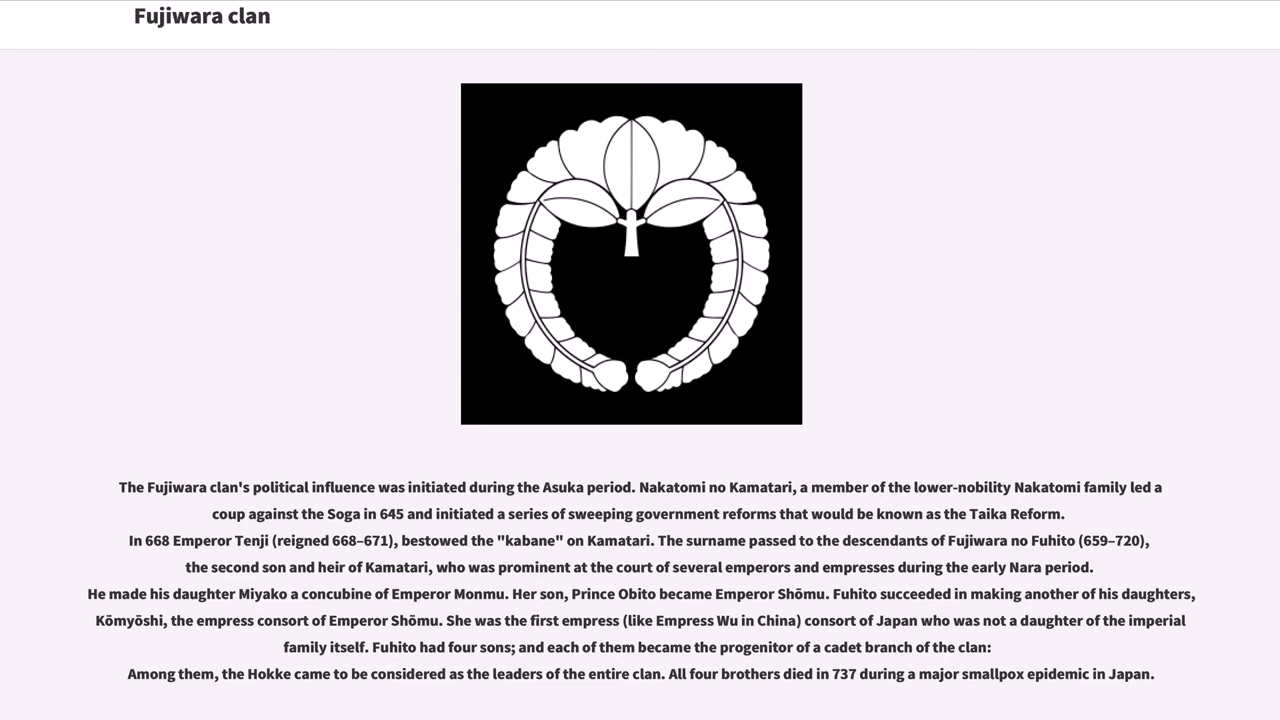 Fujiwara clan
The Fujiwara clan's political influence was initiated during the Asuka period. Nakatomi no Kamatari, a member of the lower-nobility Nakatomi family led a
coup against the Soga in 645 and initiated a series of sweeping government reforms that would be known as the Taika Reform.
In 668 Emperor Tenji (reigned 668–671), bestowed the "kabane" on Kamatari. The surname passed to the descendants of Fujiwara no Fuhito (659–720),
the second son and heir of Kamatari, who was prominent at the court of several emperors and empresses during the early Nara period.
He made his daughter Miyako a concubine of Emperor Monmu. Her son, Prince Obito became Emperor Shōmu. Fuhito succeeded in making another of his daughters,
Kōmyōshi, the empress consort of Emperor Shōmu. She was the first empress (like Empress Wu in China) consort of Japan who was not a daughter of the imperial
family itself. Fuhito had four sons; and each of them became the progenitor of a cadet branch of the clan:
Among them, the Hokke came to be considered as the leaders of the entire clan. All four brothers died in 737 during a major smallpox epidemic in Japan.